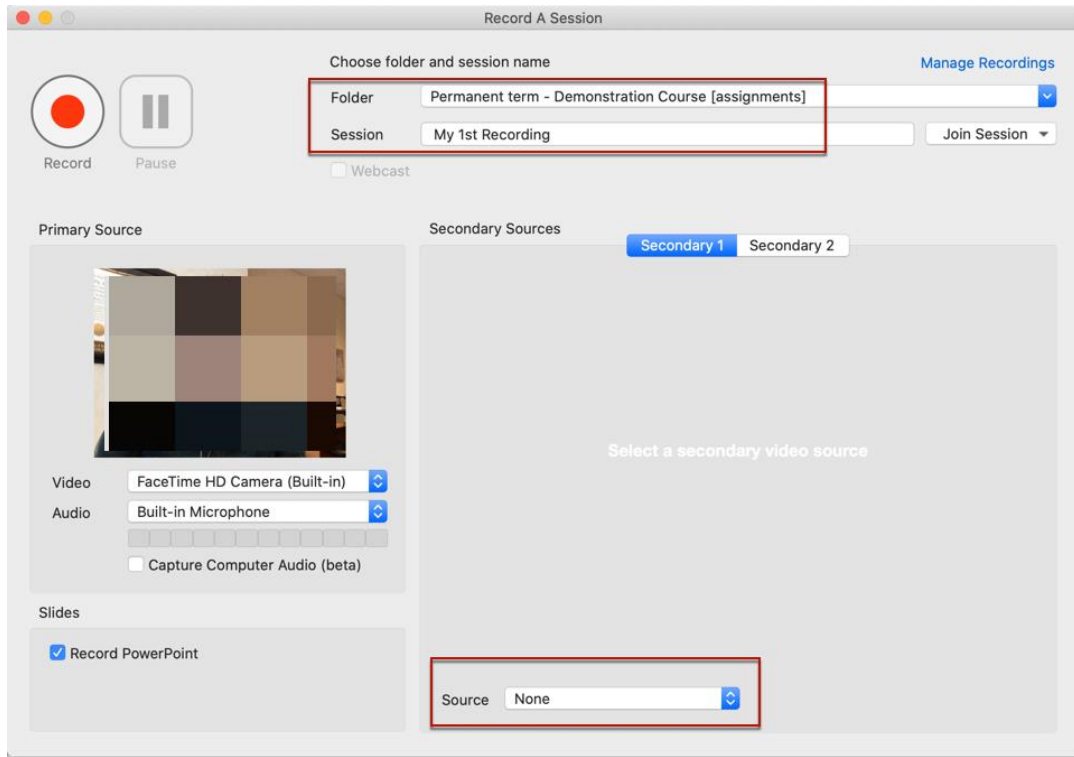 Record A Session
Choose folder and session name
Manage Recordings
Folder Permanent term - Demonstration Course [assignments]
Session My 1st Recording Join Session
Record Pause
Webcast
Primary Source
Secondary Sources
Secondary 1 Secondary 2
Select a secondary video source
Video FaceTime HD Camera (Built-in)
Audio Built-in Microphone
Capture Computer Audio (beta)
Slides
Record PowerPoint
Source None